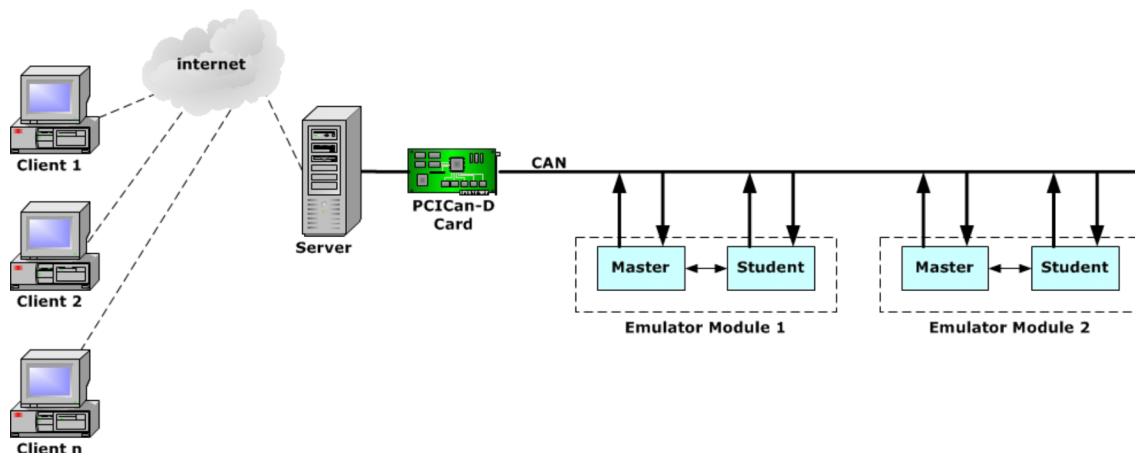 internet
Client 1
CAN
PCICan-D
Card
Server
Client 2
Master
Student
Master
Student
Emulator Module 1
Emulator Module 2
Client n